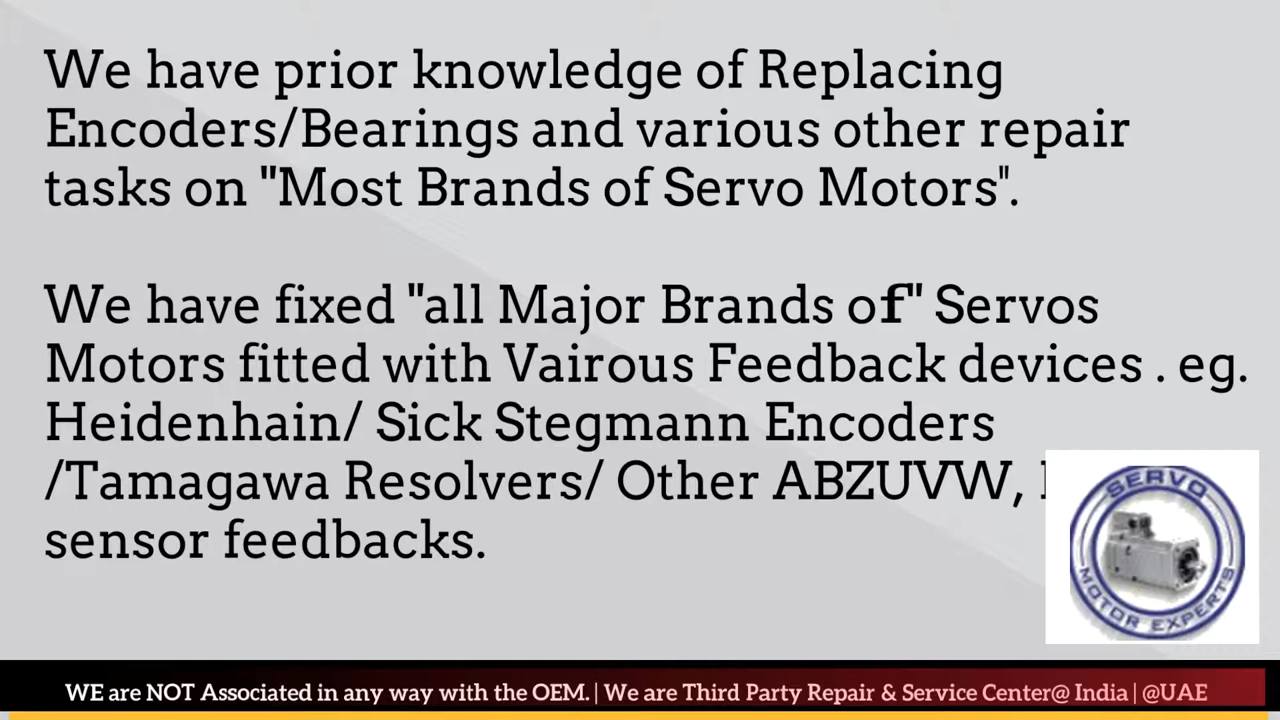 We have prior knowledge of Replacing
Encoders/Bearings and various other repair
tasks on "Most Brands of Servo Motors".
We have fixed "all Major Brands of" Servos
Motors fitted with Vairous Feedback devices . eg.
Heidenhain/ Sick Stegmann Encoders
/Tamagawa Resolvers/ Other ABZUVW,
sensor feedbacks.
SERVO
MOTOR EXPERTS
WE are NOT Associated in any way with the OEM. | We are Third Party Repair & Service Center@ India | @UAE